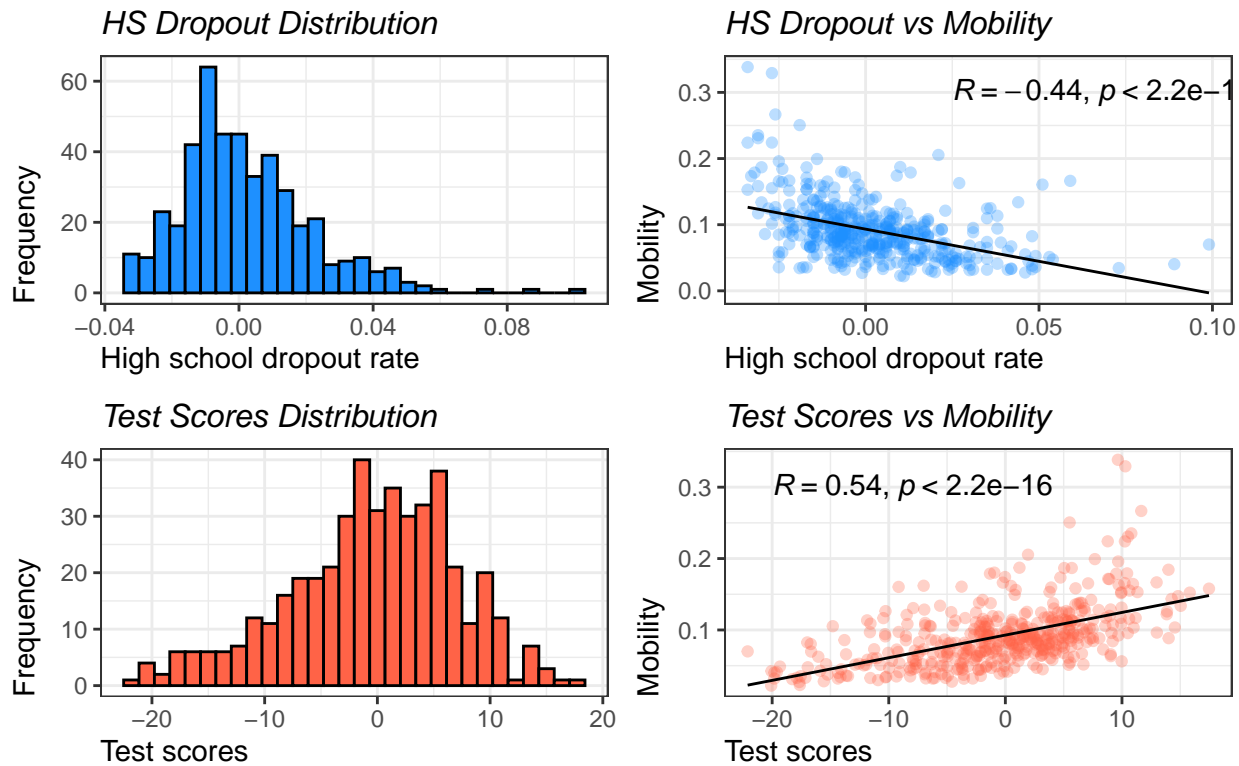 HS Dropout Distribution
Frequency
60
40
20
0
−0.04
0.00
0.04
0.08
High school dropout rate
HS Dropout vs Mobility
Mobility
0.3
0.2
0.1
0.0
R = −0.44, p < 2.2e−1
0.00
0.05
0.10
High school dropout rate
Test Scores Distribution
Frequency
40
30
20
10
0
−20
−10
0
10
20
Test scores
Test Scores vs Mobility
Mobility
0.3
0.2
0.1
R = 0.54, p < 2.2e−16
−20
−10
0
10
Test scores